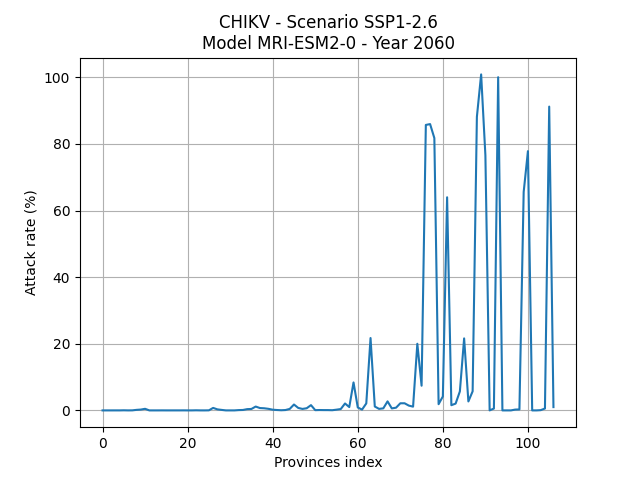 CHIKV - Scenario SSP1-2.6
Model MRI-ESM2-0 - Year 2060
Attack rate (%)
100
80
60
40
20
0
0 20 40 60 80 100
Provinces index